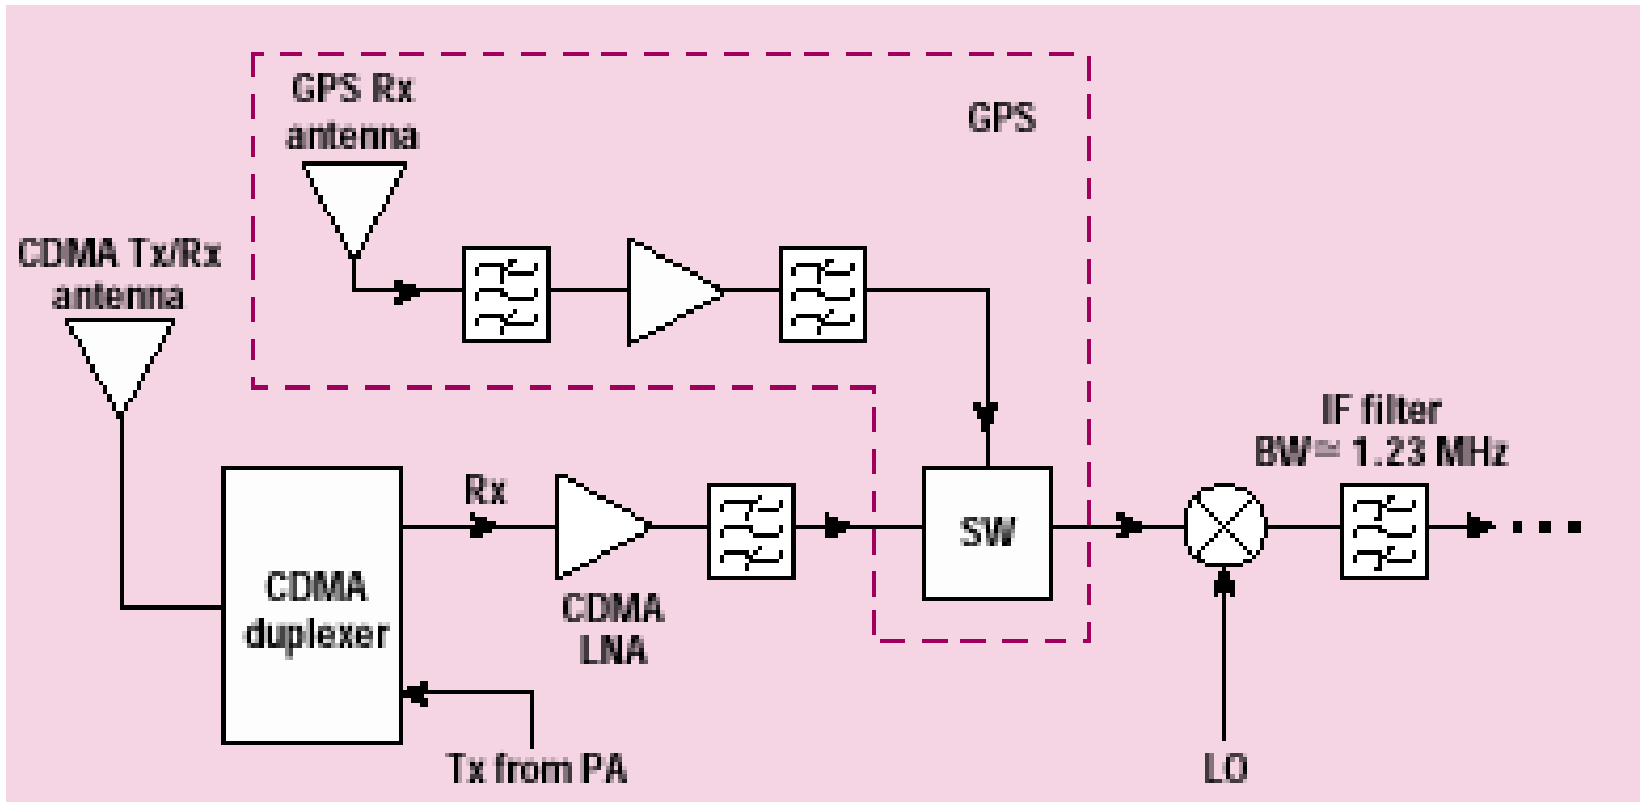 GPS Rx
antenna
GPS
CDMA Tx/Rx
antenna
IF filter
BW≃ 1.23 MHz
Rx
SW
CDMA
duplexer
CDMA
LNA
Tx from PA
LO